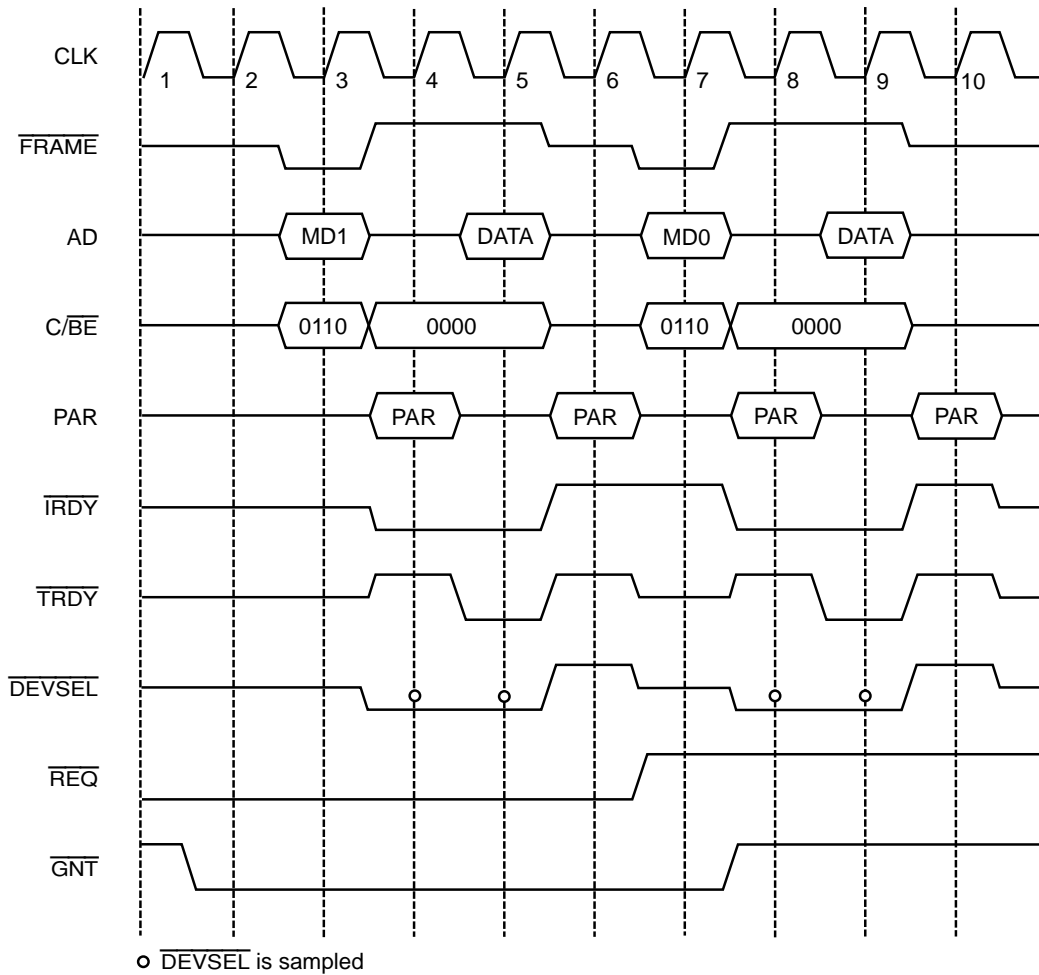 CLK
1 2 3 4 5 6 7 8 9 10
FRAME
AD MD1 DATA MD0 DATA
C/BE 0110 0000 0110 0000
PAR PAR PAR PAR PAR
IRDY
TRDY
DEVSEL
REQ
GNT
DEVSEL is sampled